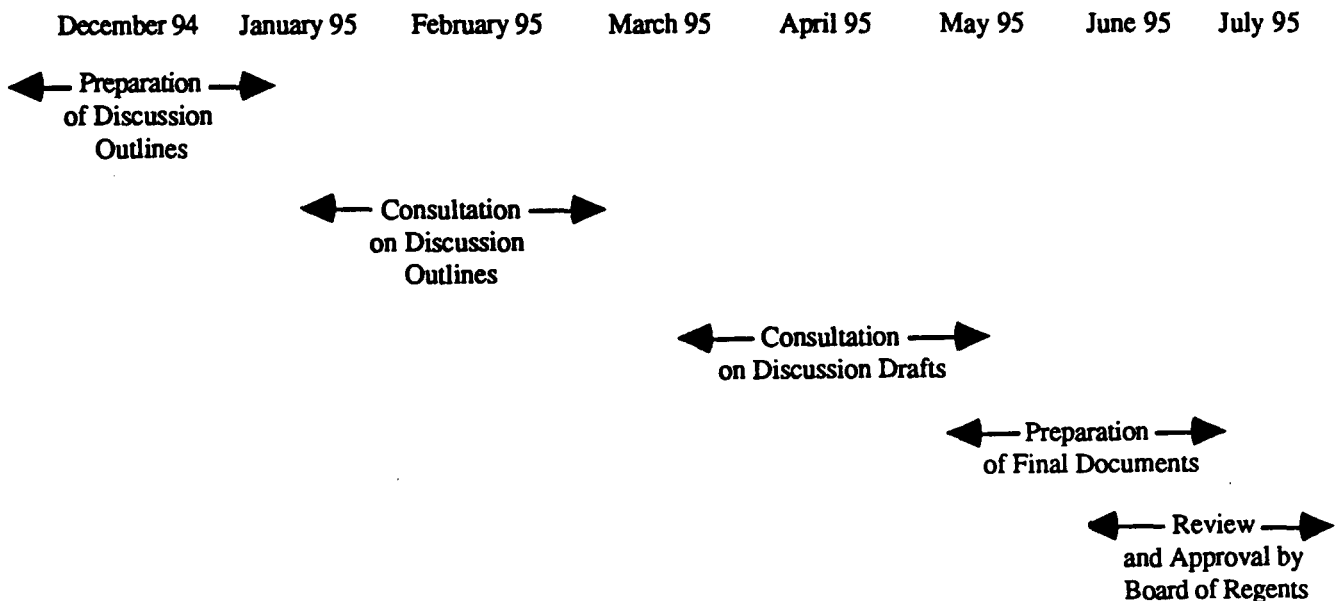 December 94 January 95 February 95 March 95 April 95 May 95 June 95 July 95
Preparation
of Discussion
Outlines
Consultation
on Discussion
Outlines
Consultation
on Discussion Drafts
Preparation
of Final Documents
Review
and Approval by
Board of Regents